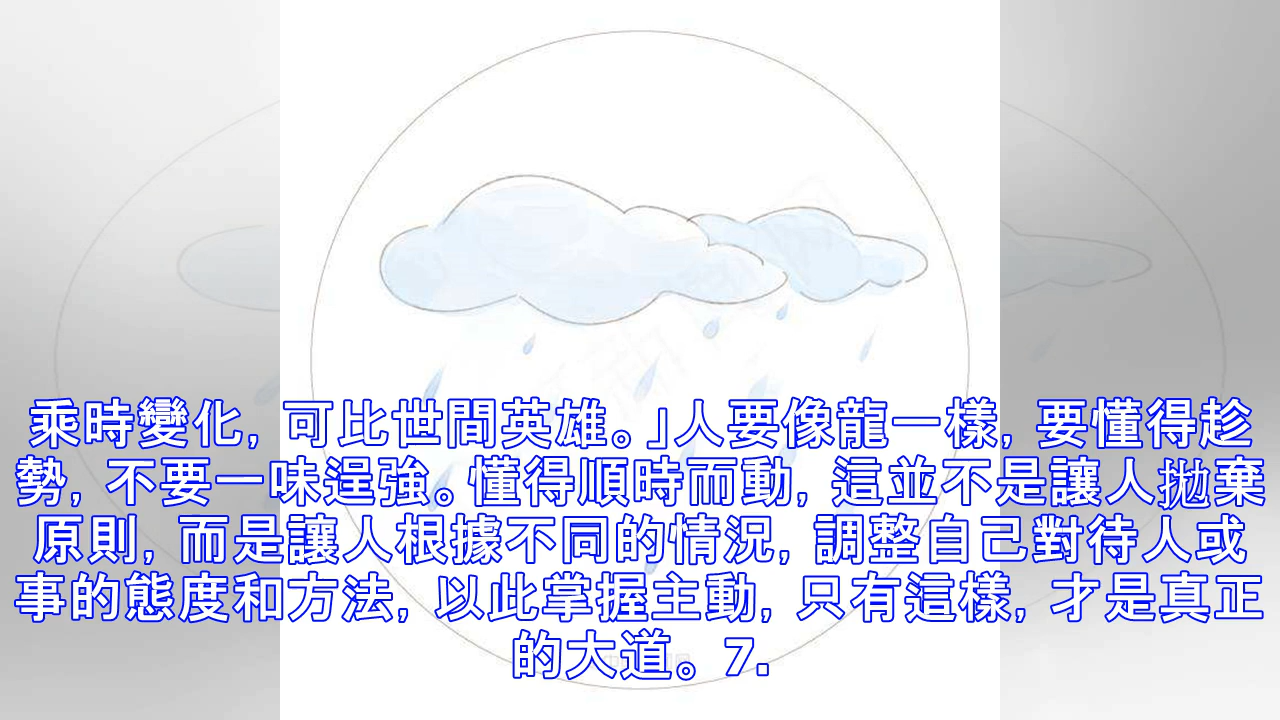 乘時變化, 可比世間英雄。」人要像龍一樣, 要懂得趁
勢, 不要一味逞強。懂得順時而動, 這並不是讓人拋棄
原則, 而是讓人根據不同的情況, 調整自己對待人或
事的態度和方法, 以此掌握主動, 只有這樣, 才是真正
的大道。 7.